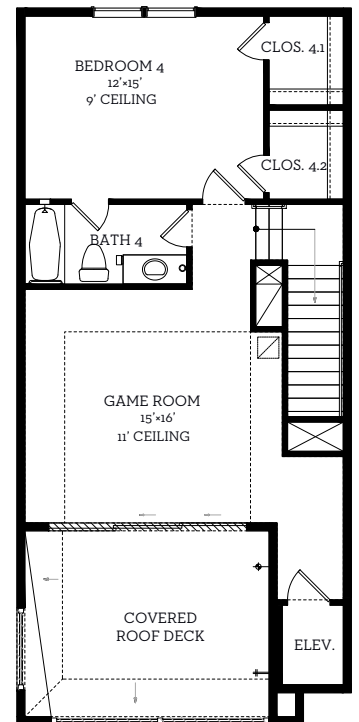 CLOS. 4.1
BEDROOM 4
12'×15'
9' CEILING
CLOS. 4.2
BATH 4
GAME ROOM
15'×16'
11' CEILING
COVERED
ROOF DECK
ELEV.